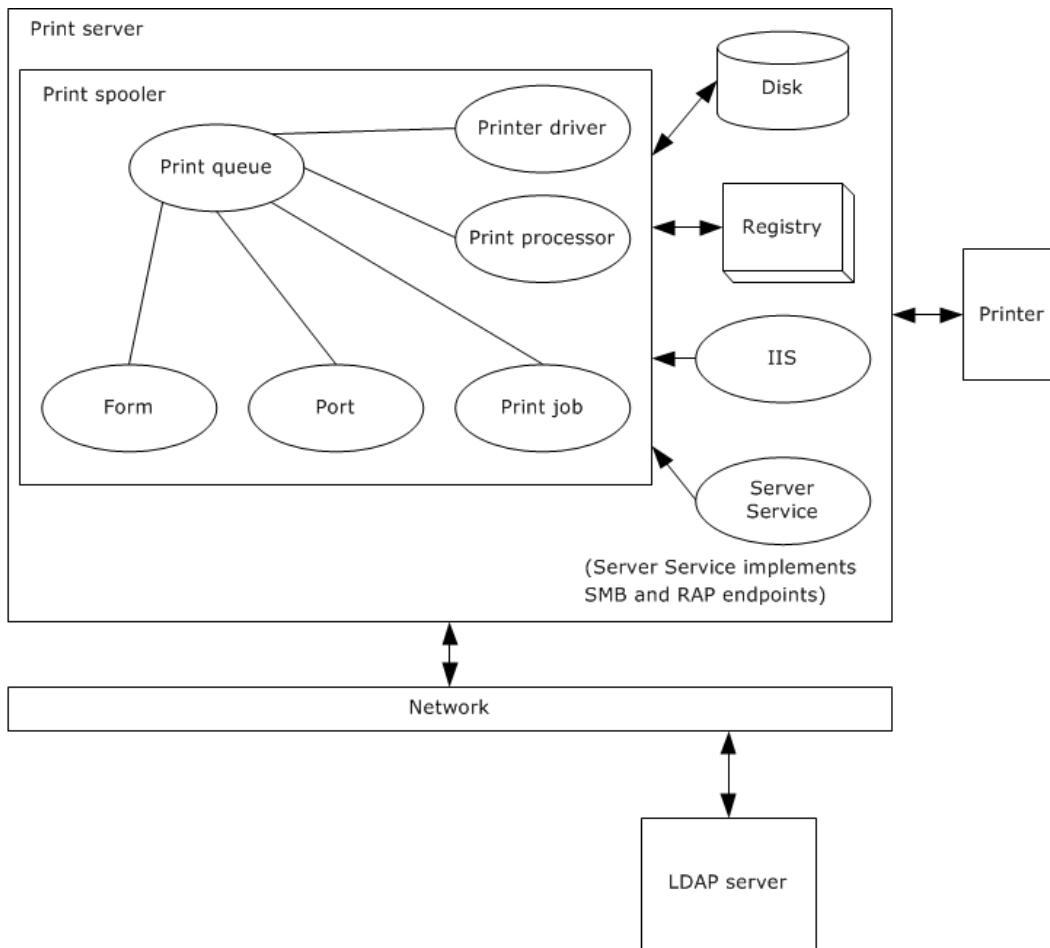 Print server
Print spooler
Disk
Printer driver
Print queue
Print processor
Registry
Printer
IIS
Form
Port
Print job
Server
Service
(Server Service implements
SMB and RAP endpoints)
Network
LDAP server